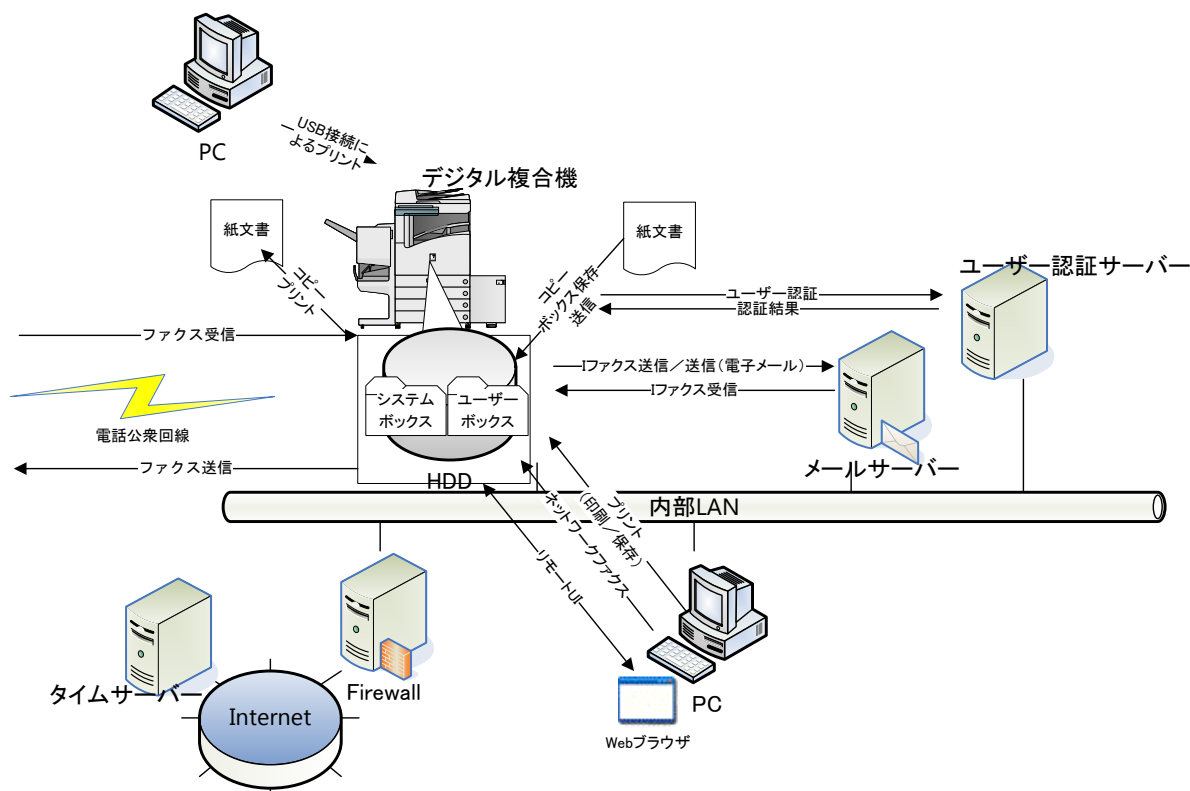 PC
USB接続に
よるプリント
デジタル複合機
紙文書
コピー
プリント
紙文書
コピー
ボックス保存
送信
ユーザー認証サーバー
ユーザー認証
認証結果
ファクス受信
Iファクス送信／送信(電子メール)
Iファクス受信
システム
ボックス
ユーザー
ボックス
電話公衆回線
ファクス送信
HDD
メールサーバー
内部LAN
プリント
(印刷／保存)
ネットワークファクス
リモートUI
タイムサーバー
Firewall
Internet
PC
Webブラウザ